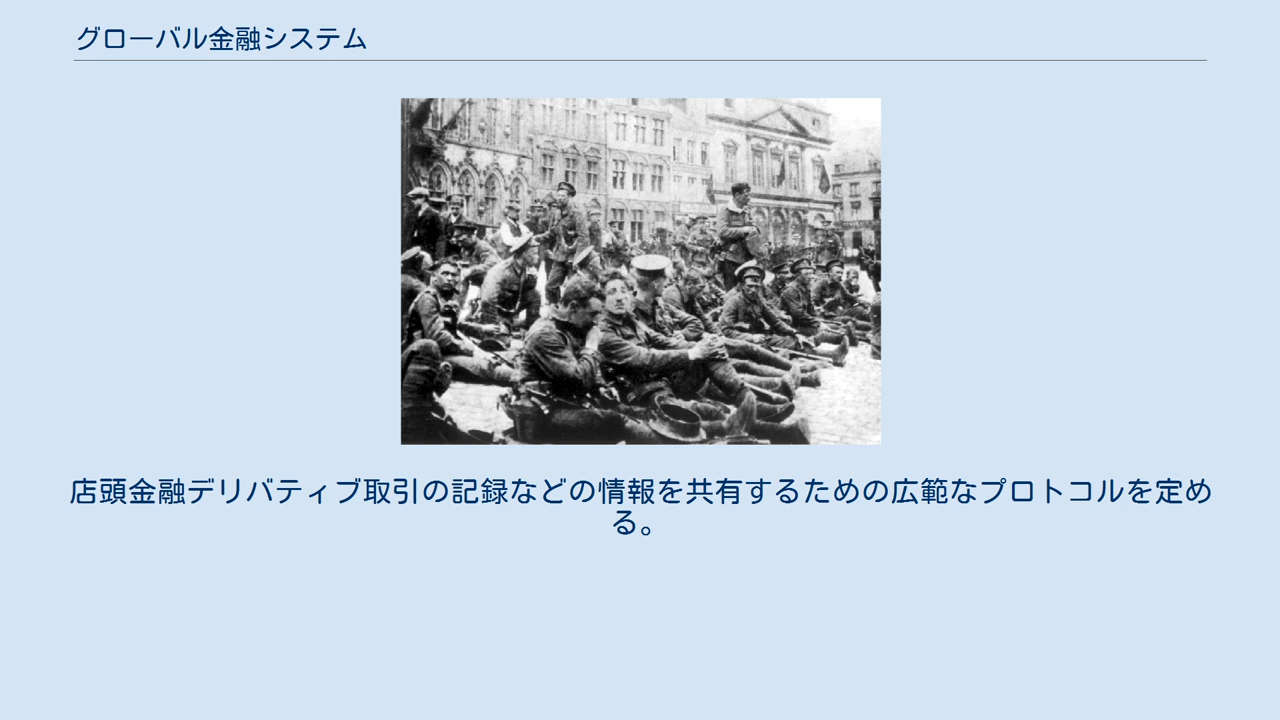 グローバル金融システム
店頭金融デリバティブ取引の記録などの情報を共有するための広範なプロトコルを定め
る。